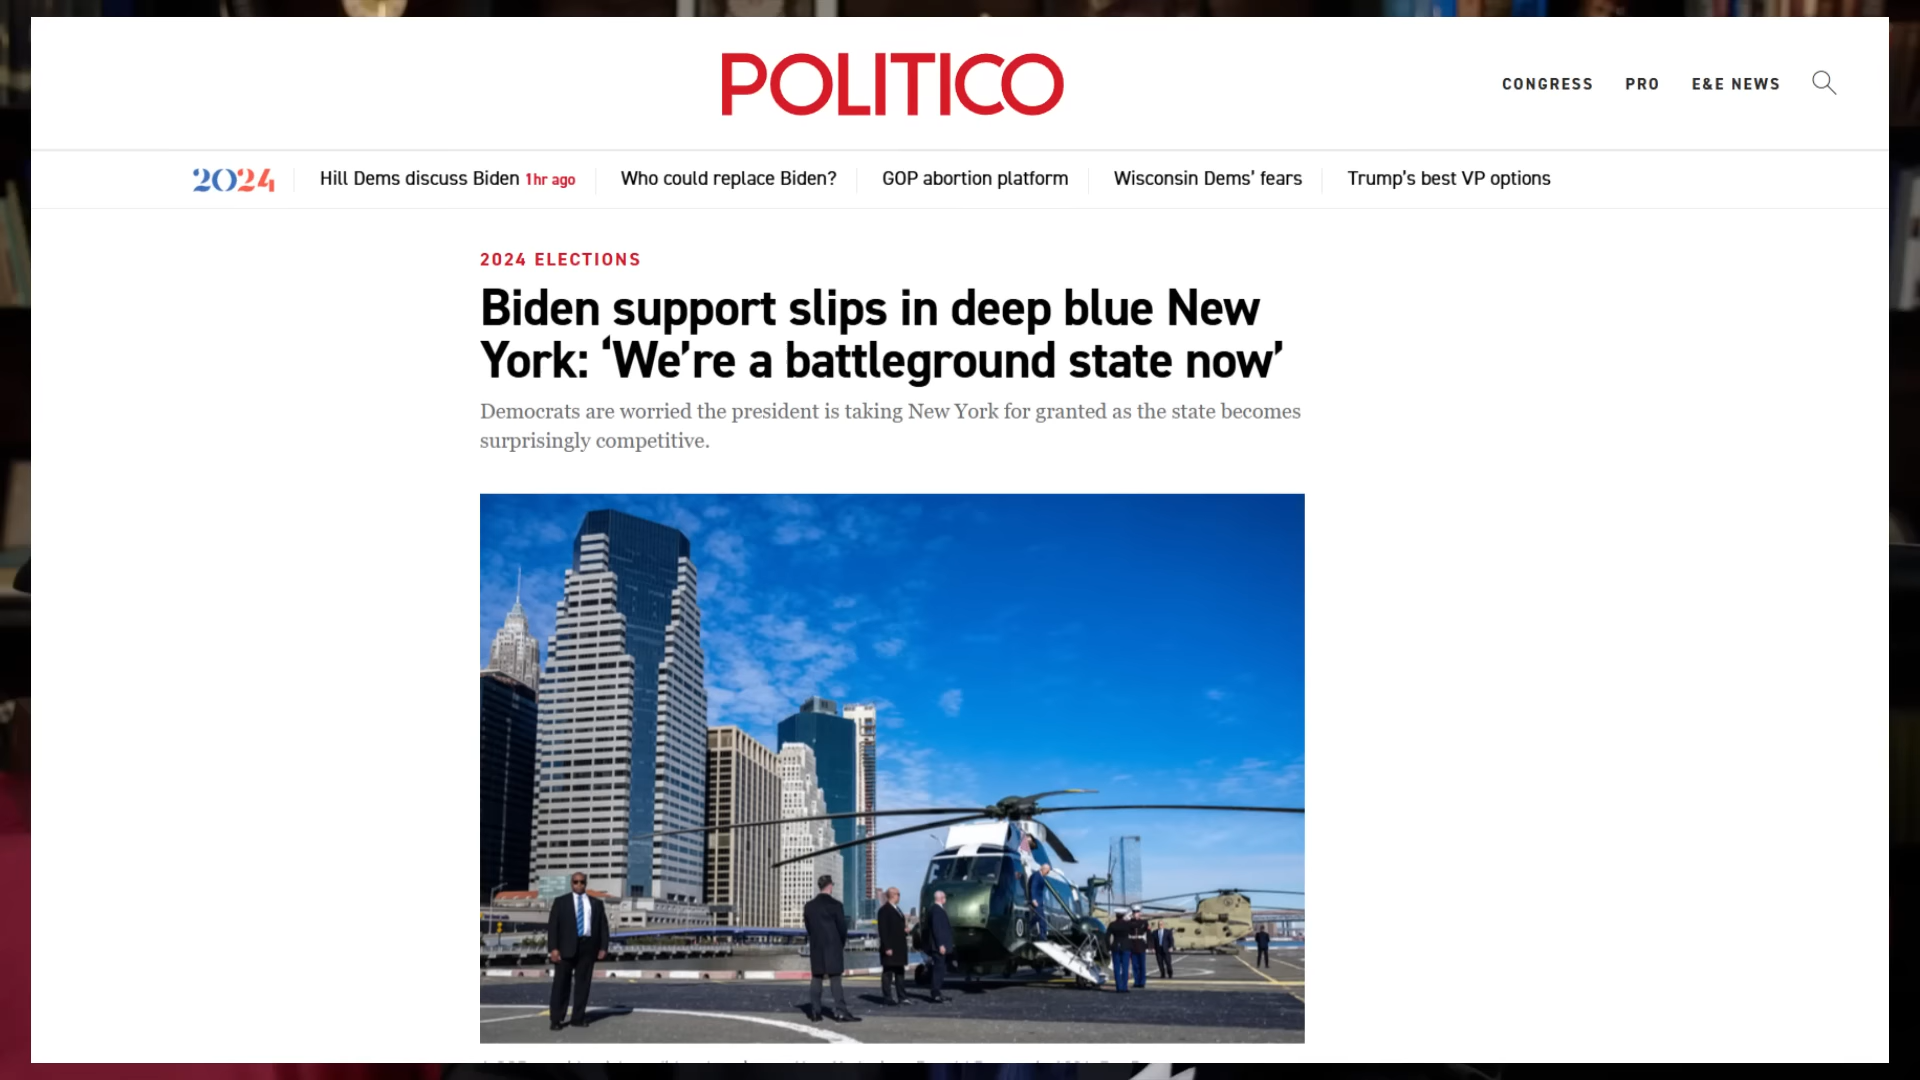 POLITICO
CONGRESS PRO E&E NEWS
2024 Hill Dems discuss Biden 1hr ago Who could replace Biden? GOP abortion platform Wisconsin Dems’ fears Trump’s best VP options
2024 ELECTIONS
Biden support slips in deep blue New
York: ‘We’re a battleground state now’
Democrats are worried the president is taking New York for granted as the state becomes
surprisingly competitive.